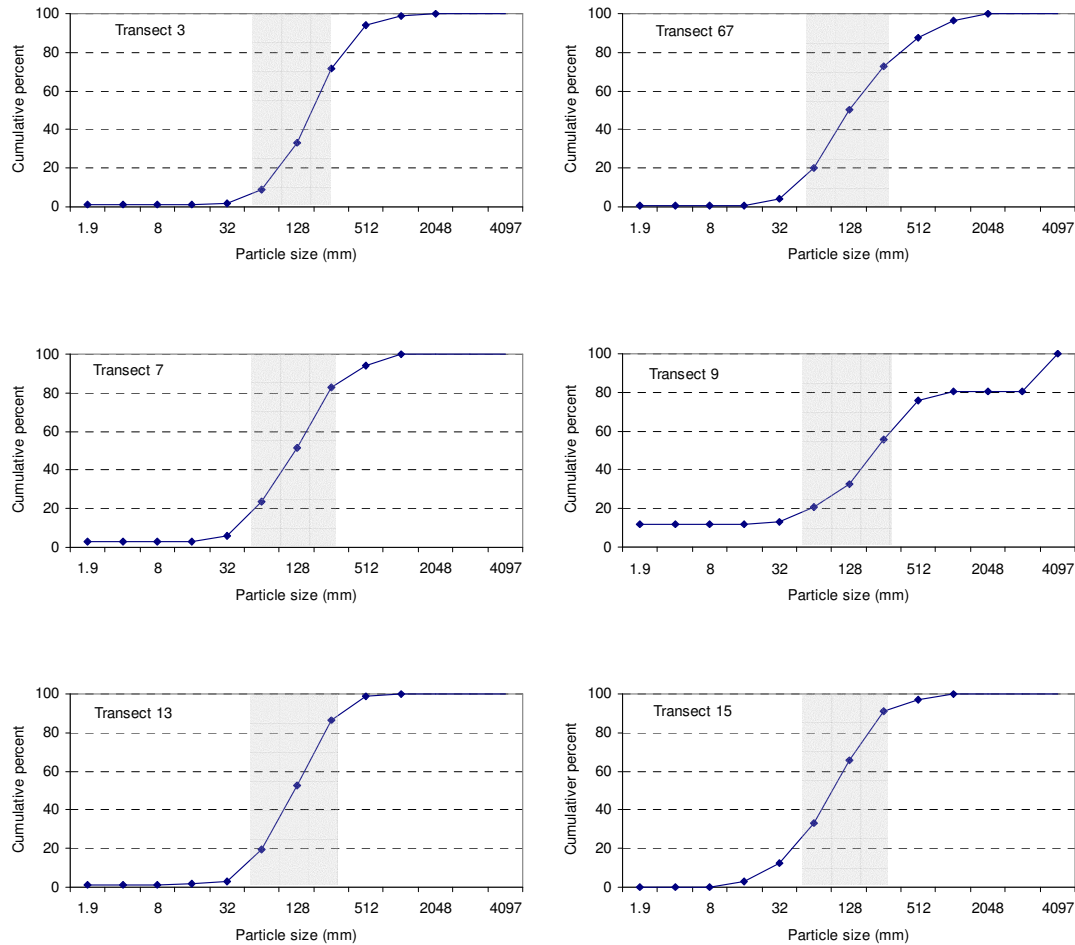 Transect 3
Cumulative percent
100
80
60
40
20
0
1.9 8 32 128 512 2048 4097
Particle size (mm)
Transect 67
Cumulative percent
100
80
60
40
20
0
1.9 8 32 128 512 2048 4097
Particle size (mm)
Transect 7
Cumulative percent
100
80
60
40
20
0
1.9 8 32 128 512 2048 4097
Particle size (mm)
Transect 9
Cumulative percent
100
80
60
40
20
0
1.9 8 32 128 512 2048 4097
Particle size (mm)
Transect 13
Cumulative percent
100
80
60
40
20
0
1.9 8 32 128 512 2048 4097
Particle size (mm)
Transect 15
Cumulativer percent
100
80
60
40
20
0
1.9 8 32 128 512 2048 4097
Particle size (mm)